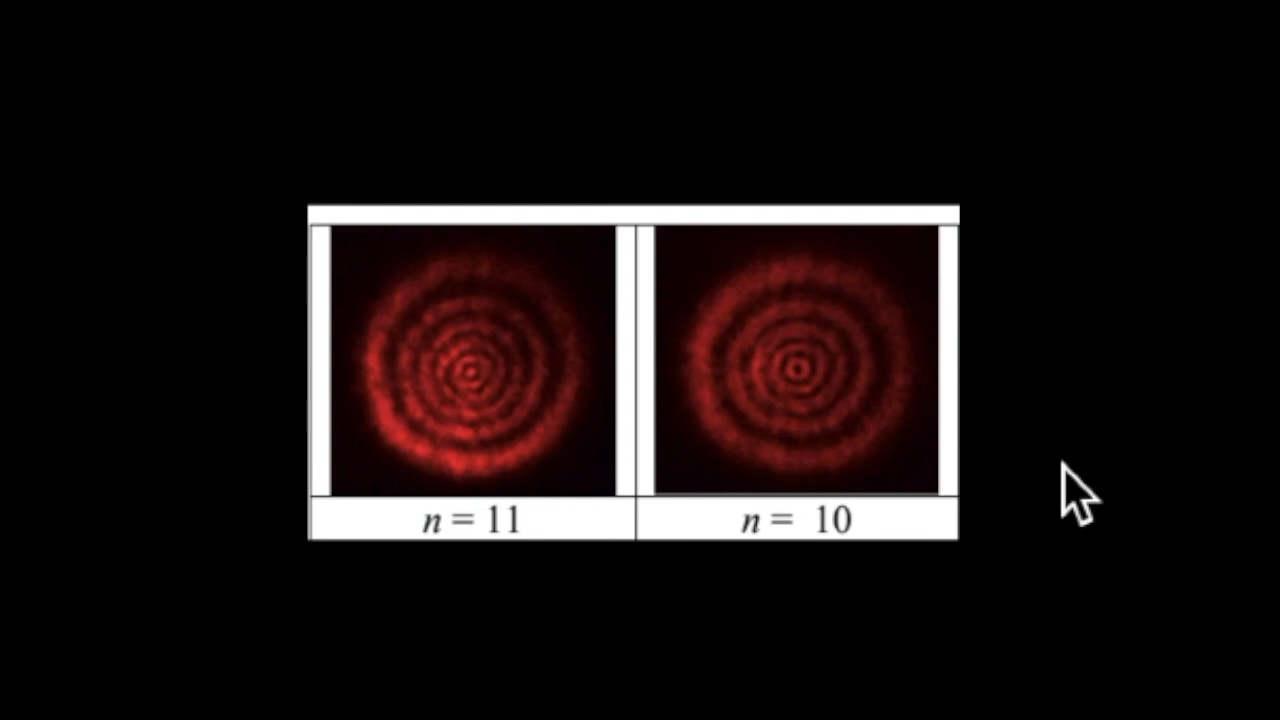 n = 11
n = 10